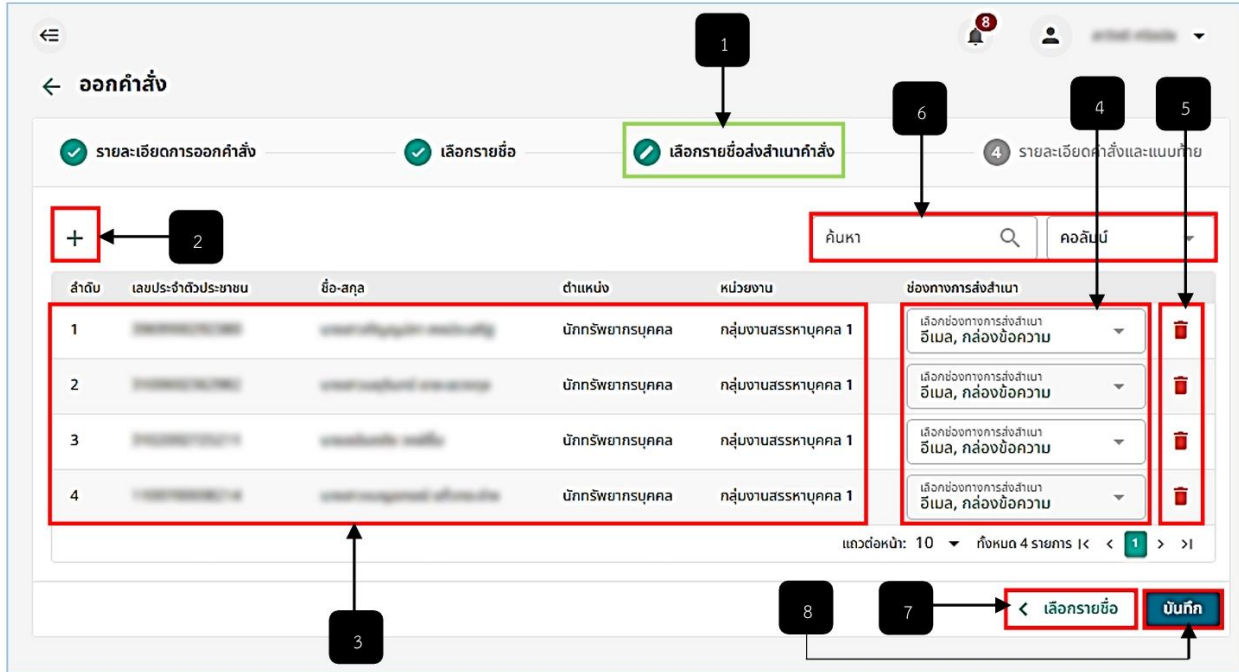 8
1
ออกคำสั่ง
6
4
5
รายละเอียดการออกคำสั่ง
เลือกรายชื่อ
เลือกรายชื่อส่งสำเนาคำสั่ง
4 รายละเอียดคำสั่งและแนบท้าย
+
2
ค้นหา
คอลัมน์
ลำดับ เลขประจำตัวประชาชน ชื่อ-สกุล ตำแหน่ง หน่วยงาน ช่องทางการส่งสำเนา
เลือกช่องทางการส่งสำเนา
1 นักทรัพยากรบุคคล กลุ่มงานสรรหาบุคคล 1 อีเมล, กล่องข้อความ
เลือกช่องทางการส่งสำเนา
2 นักทรัพยากรบุคคล กลุ่มงานสรรหาบุคคล 1 อีเมล, กล่องข้อความ
เลือกช่องทางการส่งสำเนา
3 นักทรัพยากรบุคคล กลุ่มงานสรรหาบุคคล 1 อีเมล, กล่องข้อความ
เลือกช่องทางการส่งสำเนา
4 นักทรัพยากรบุคคล กลุ่มงานสรรหาบุคคล 1 อีเมล, กล่องข้อความ
แถวต่อหน้า: 10 ทั้งหมด 4 รายการ |< < 1 > >|
8
7
< เลือกรายชื่อ
บันทึก
3